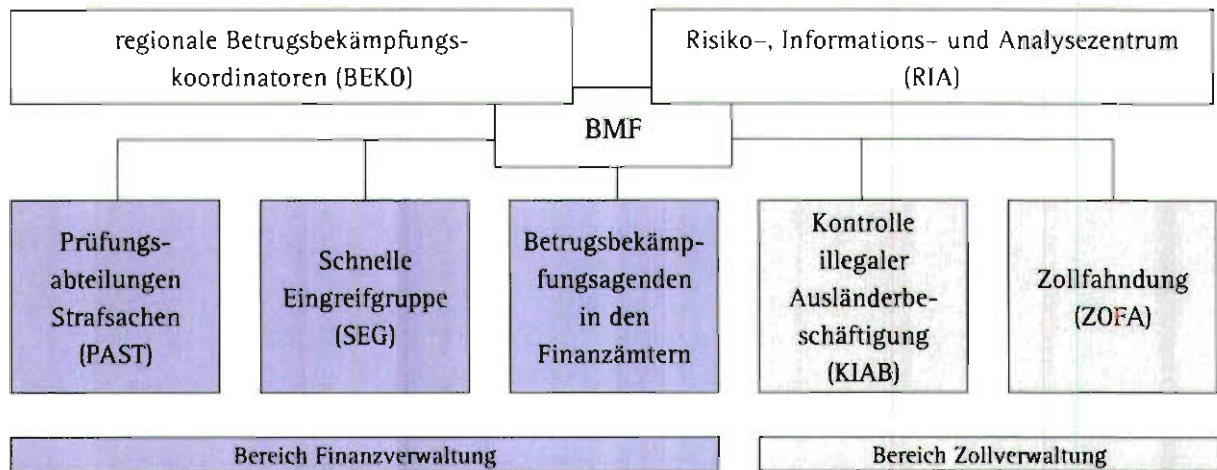 regionale Betrugsbekämpfungs-
koordinatoren (BEKO)
Risiko-, Informations- und Analysezentrum
(RIA)
BMF
Prüfungs-
abteilungen
Strafsachen
(PAST)
Schnelle
Eingreifgruppe
(SEG)
Betrugsbekämp-
fungsagenden
in den
Finanzämtern
Kontrolle
illegaler
Ausländerbe-
schäftigung
(KIAB)
Zollfahndung
(ZOFA)
Bereich Finanzverwaltung
Bereich Zollverwaltung